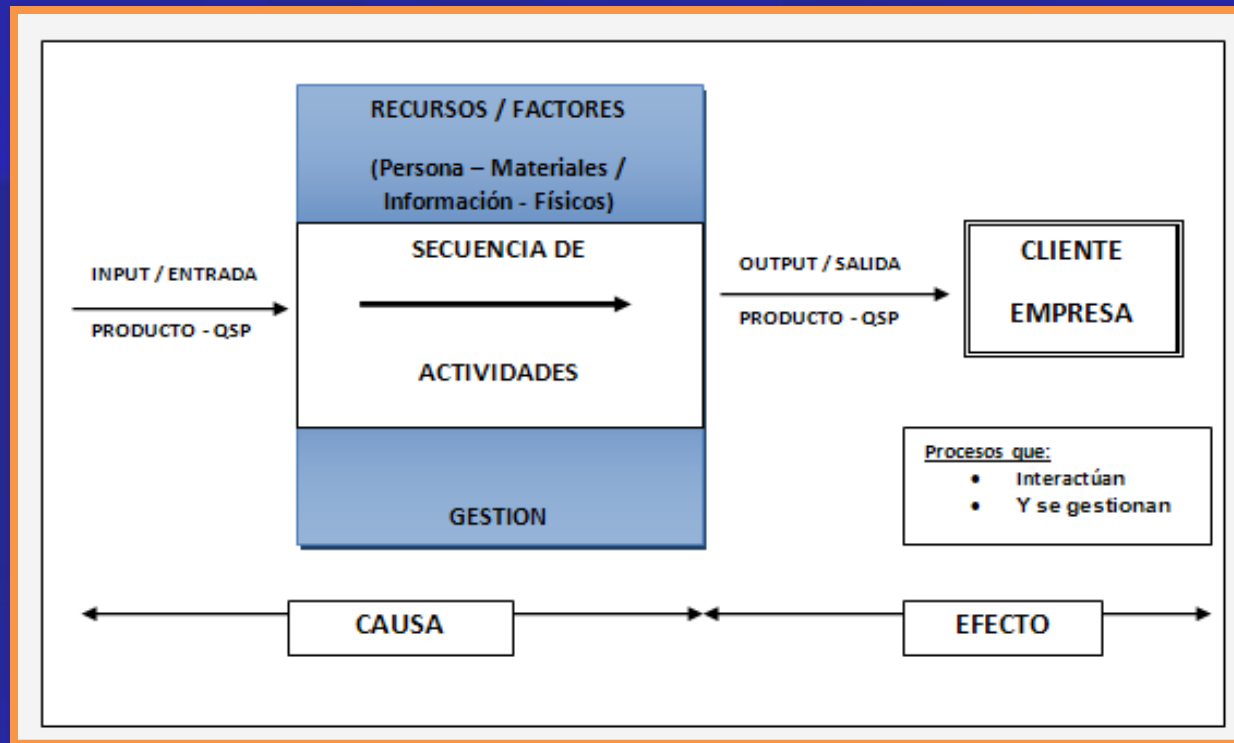 RECURSOS / FACTORES
(Persona – Materiales /
Información - Físicos)
INPUT / ENTRADA
PRODUCTO - QSP
SECUENCIA DE
ACTIVIDADES
GESTION
OUTPUT / SALIDA
PRODUCTO - QSP
CLIENTE
EMPRESA
Procesos que:
• Interactúan
• Y se gestionan
CAUSA
EFECTO